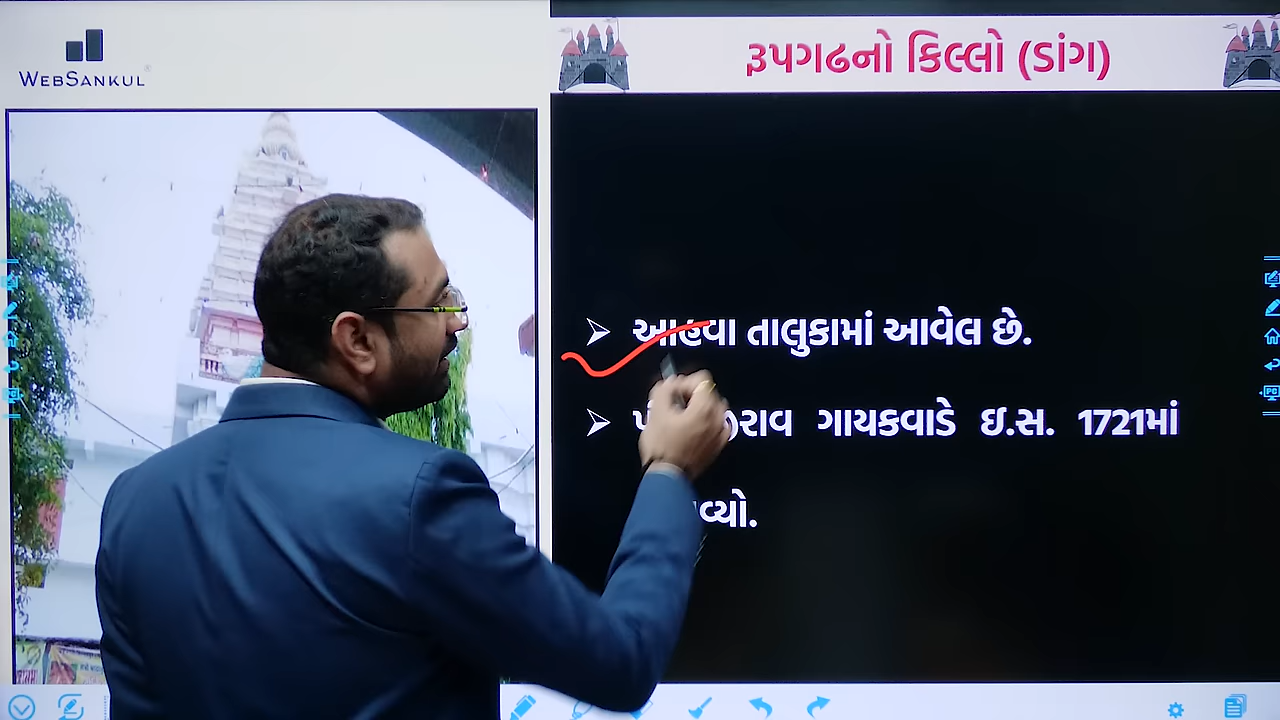 WEBSANKUL
રૂપગઢનો કિલ્લો (ડાંગ)
➢ આહવા તાલુકામાં આવેલ છે.
➢ ગાયકવાડે ઇ.સ. 1721માં